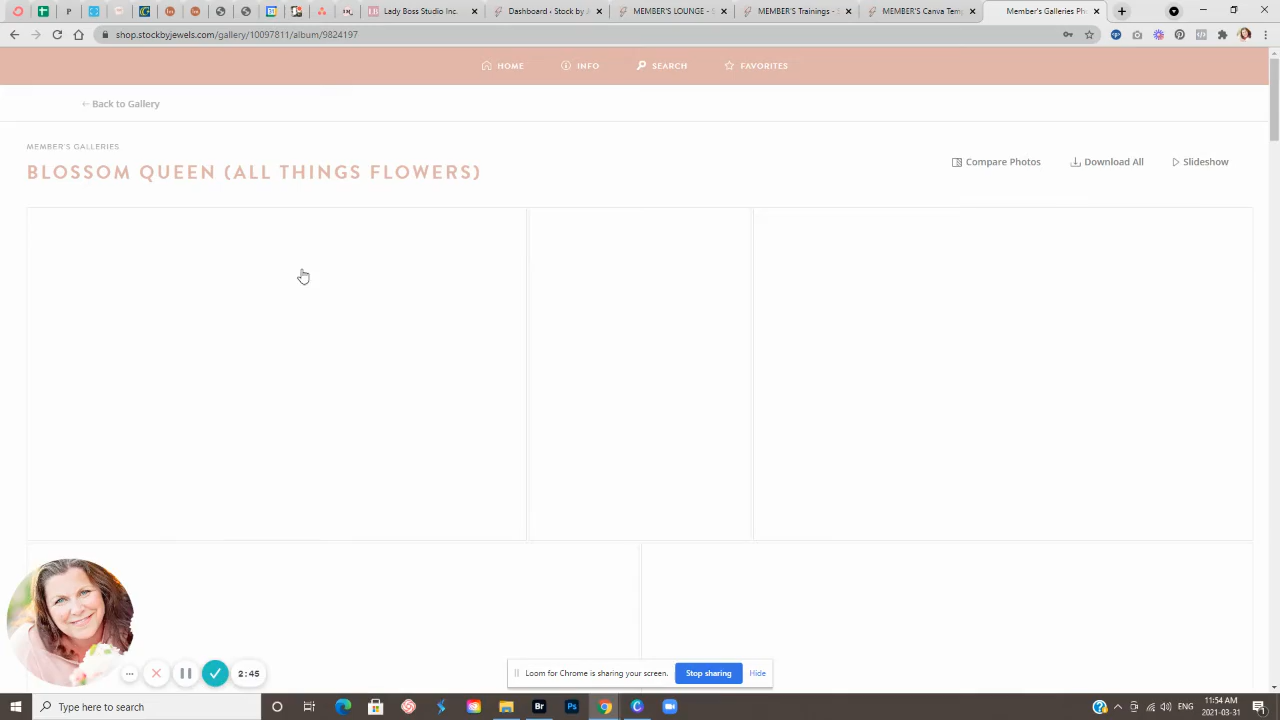 Lady Boss Studio Inc.
Dashboard ‹ Stock by J
MEMBER'S LOUNGE - S
MEMBER'S Trainings - S
MEMBER'S Canva Temp
Member's Galleries Ph
shop.stockbyjewels.com/gallery/10097811/album/9824197
HOME
INFO
SEARCH
FAVORITES
← Back to Gallery
MEMBER'S GALLERIES
BLOSSOM QUEEN (ALL THINGS FLOWERS)
Compare Photos
Download All
Slideshow
2:45
Loom for Chrome is sharing your screen.
Stop sharing
Hide
Type here to search
Br
Ps
ENG
11:54 AM
2021-03-31